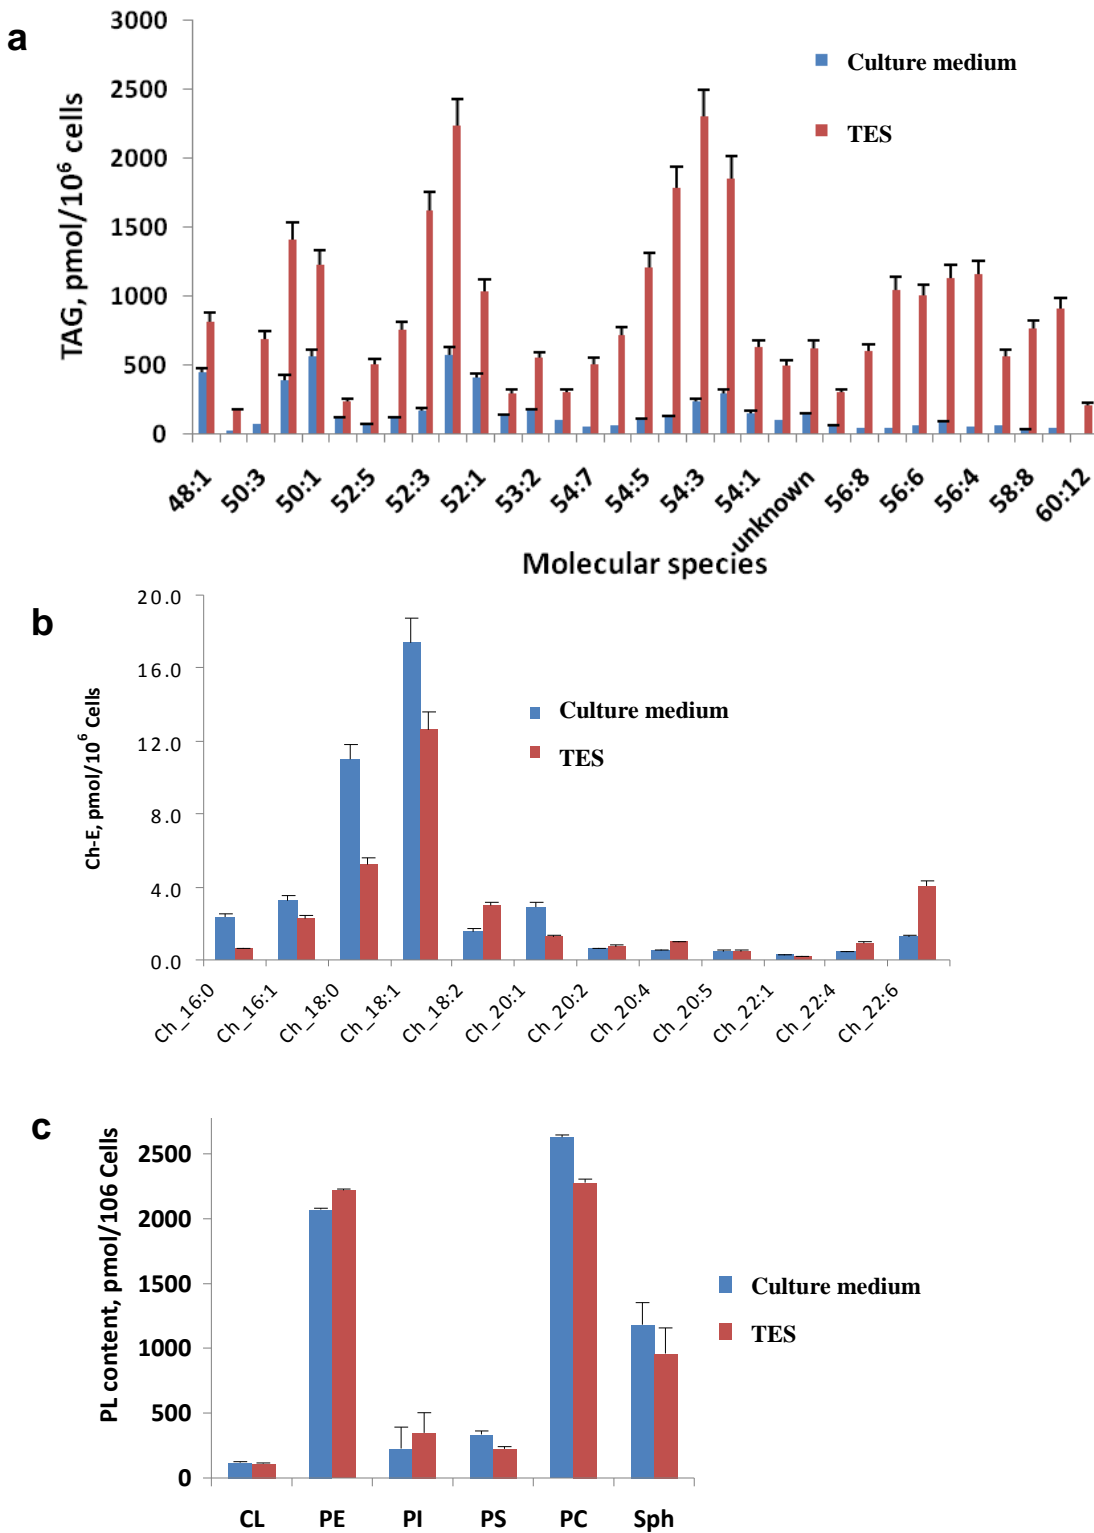 a
3000
2500
2000
1500
1000
500
0
TAG, pmol/10⁶ cells
Culture medium
TES
48:1
50:3
50:1
52:5
52:3
52:1
53:2
54:7
54:5
54:3
54:1
unknown
56:8
56:6
56:4
58:8
60:12
Molecular species
b
20.0
16.0
12.0
8.0
4.0
0.0
Ch-E, pmol/10⁶ Cells
Culture medium
TES
Ch_16:0
Ch_16:1
Ch_18:0
Ch_18:1
Ch_18:2
Ch_20:1
Ch_20:2
Ch_20:4
Ch_20:5
Ch_22:1
Ch_22:4
Ch_22:6
c
2500
2000
1500
1000
500
0
PL content, pmol/106 Cells
Culture medium
TES
CL
PE
PI
PS
PC
Sph